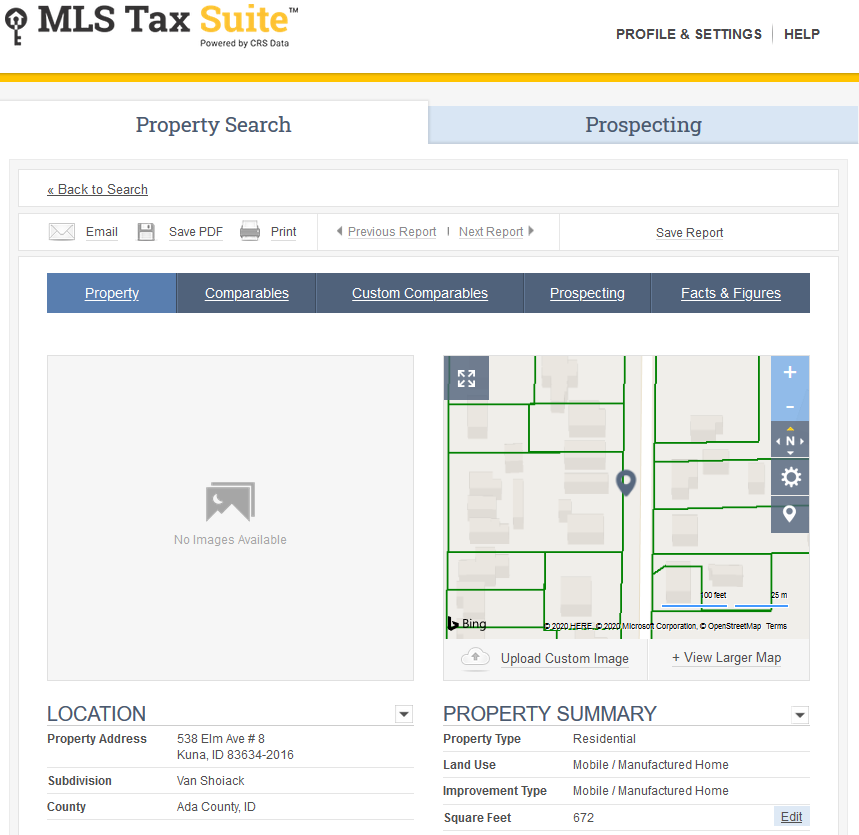 MLS Tax Suite™
Powered by CRS Data
PROFILE & SETTINGS HELP
Property Search Prospecting
« Back to Search
Email Save PDF Print Previous Report Next Report Save Report
Property Comparables Custom Comparables Prospecting Facts & Figures
No Images Available
+
-
N
100 feet 25 m
Bing © 2020 HERE, © 2020 Microsoft Corporation, © OpenStreetMap Terms
Upload Custom Image + View Larger Map
LOCATION
Property Address 538 Elm Ave # 8
Kuna, ID 83634-2016
Subdivision Van Shoiack
County Ada County, ID
PROPERTY SUMMARY
Property Type Residential
Land Use Mobile / Manufactured Home
Improvement Type Mobile / Manufactured Home
Square Feet 672 Edit